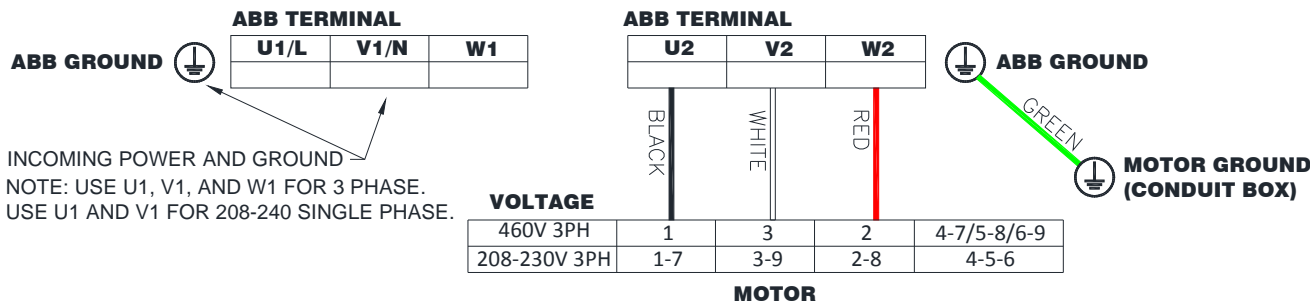 ABB TERMINAL
ABB GROUND
U1/L V1/N W1
INCOMING POWER AND GROUND
NOTE: USE U1, V1, AND W1 FOR 3 PHASE.
USE U1 AND V1 FOR 208-240 SINGLE PHASE.
ABB TERMINAL
U2 V2 W2
ABB GROUND
BLACK
WHITE
RED
GREEN
MOTOR GROUND
(CONDUIT BOX)
VOLTAGE
460V 3PH 1 3 2 4-7/5-8/6-9
208-230V 3PH 1-7 3-9 2-8 4-5-6
MOTOR